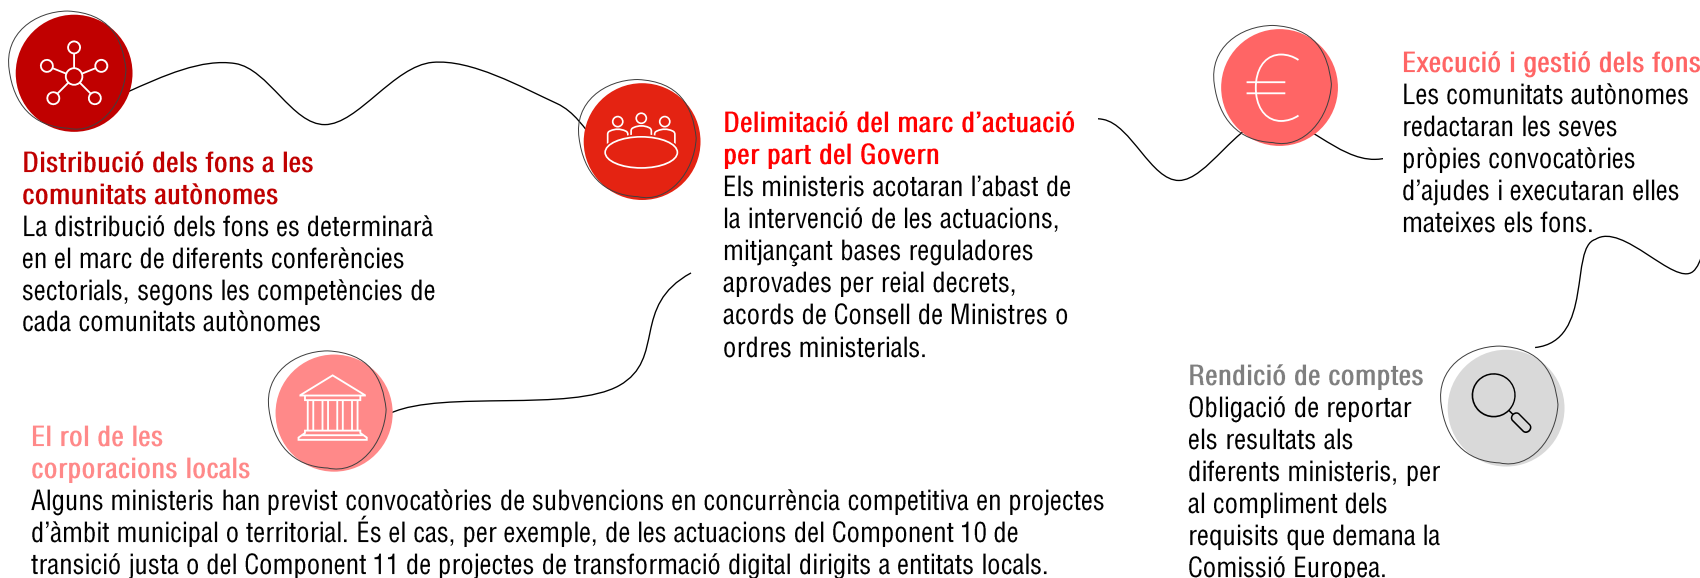 Distribució dels fons a les
comunitats autònomes
La distribució dels fons es determinarà
en el marc de diferents conferències
sectorials, segons les competències de
cada comunitats autònomes
Delimitació del marc d’actuació
per part del Govern
Els ministeris acotaran l’abast de
la intervenció de les actuacions,
mitjançant bases reguladores
aprovades per reial decrets,
acords de Consell de Ministres o
ordres ministerials.
Execució i gestió dels fons
Les comunitats autònomes
redactaran les seves
pròpies convocatòries
d’ajudes i executaran elles
mateixes els fons.
El rol de les
corporacions locals
Alguns ministeris han previst convocatòries de subvencions en concurrència competitiva en projectes
d’àmbit municipal o territorial. És el cas, per exemple, de les actuacions del Component 10 de
transició justa o del Component 11 de projectes de transformació digital dirigits a entitats locals.
Rendició de comptes
Obligació de reportar
els resultats als
diferents ministeris, per
al compliment dels
requisits que demana la
Comissió Europea.